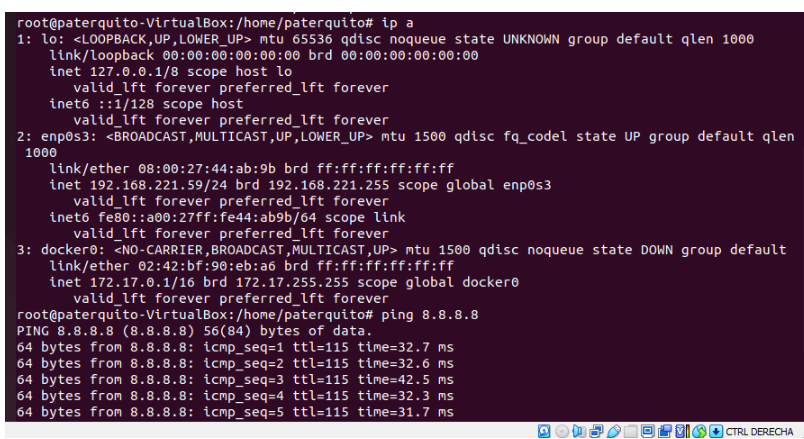 root@paterquito-VirtualBox:/home/paterquito# ip a
1: lo: <LOOPBACK,UP,LOWER_UP> mtu 65536 qdisc noqueue state UNKNOWN group default qlen 1000
    link/loopback 00:00:00:00:00:00 brd 00:00:00:00:00:00
    inet 127.0.0.1/8 scope host lo
       valid_lft forever preferred_lft forever
    inet6 ::1/128 scope host
       valid_lft forever preferred_lft forever
2: enp0s3: <BROADCAST,MULTICAST,UP,LOWER_UP> mtu 1500 qdisc fq_codel state UP group default qlen
 1000
    link/ether 08:00:27:44:ab:9b brd ff:ff:ff:ff:ff:ff
    inet 192.168.221.59/24 brd 192.168.221.255 scope global enp0s3
       valid_lft forever preferred_lft forever
    inet6 fe80::a00:27ff:fe44:ab9b/64 scope link
       valid_lft forever preferred_lft forever
3: docker0: <NO-CARRIER,BROADCAST,MULTICAST,UP> mtu 1500 qdisc noqueue state DOWN group default
    link/ether 02:42:bf:90:eb:a6 brd ff:ff:ff:ff:ff:ff
    inet 172.17.0.1/16 brd 172.17.255.255 scope global docker0
       valid_lft forever preferred_lft forever
root@paterquito-VirtualBox:/home/paterquito# ping 8.8.8.8
PING 8.8.8.8 (8.8.8.8) 56(84) bytes of data.
64 bytes from 8.8.8.8: icmp_seq=1 ttl=115 time=32.7 ms
64 bytes from 8.8.8.8: icmp_seq=2 ttl=115 time=32.6 ms
64 bytes from 8.8.8.8: icmp_seq=3 ttl=115 time=42.5 ms
64 bytes from 8.8.8.8: icmp_seq=4 ttl=115 time=32.3 ms
64 bytes from 8.8.8.8: icmp_seq=5 ttl=115 time=31.7 ms
CTRL DERECHA